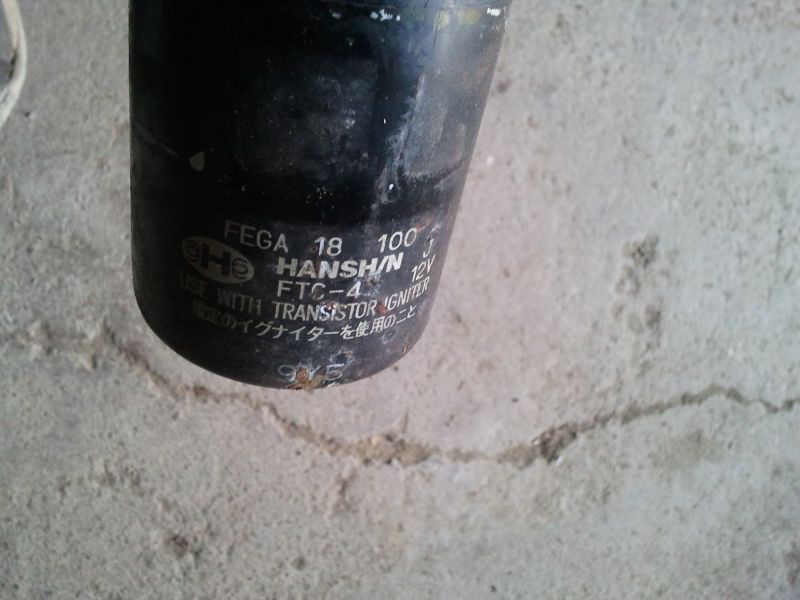 FEGA 18 100 J
HANSHIN
FTC-4 12V
USE WITH TRANSISTOR IGNITER
指定のイグナイターを使用のこと
9Y5